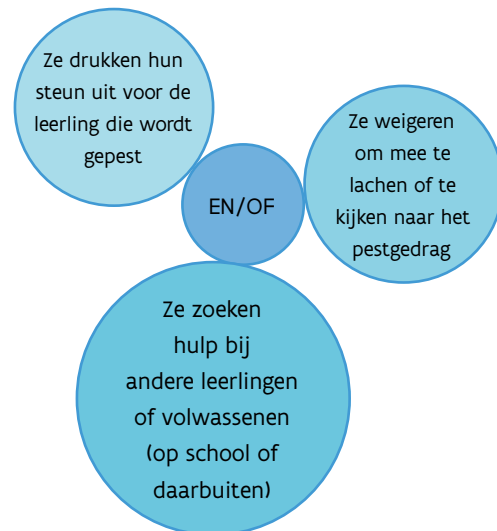 Ze drukken hun
steun uit voor de
leerling die wordt
gepest
Ze weigeren
om mee te
lachen of te
kijken naar het
pestgedrag
EN/OF
Ze zoeken
hulp bij
andere leerlingen
of volwassenen
(op school of
daarbuiten)